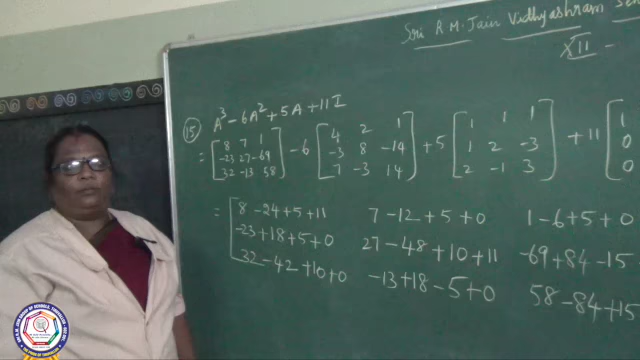 Sri R.M. Jain Vidhyashram
XII -
15 A³ - 6A² + 5A + 11I
= [ 8 7 1 ] - 6 [ 4 2 1 ] + 5 [ 1 1 1 ] + 11 [ 1
-23 27 -69 -3 8 -14 1 2 -3 0
32 -13 58 7 -3 14 2 -1 3 0
= [ 8 - 24 + 5 + 11 7 - 12 + 5 + 0 1 - 6 + 5 + 0
-23 + 18 + 5 + 0 27 - 48 + 10 + 11 -69 + 84 - 15
32 - 42 + 10 + 0 -13 + 18 - 5 + 0 58 - 84 + 15